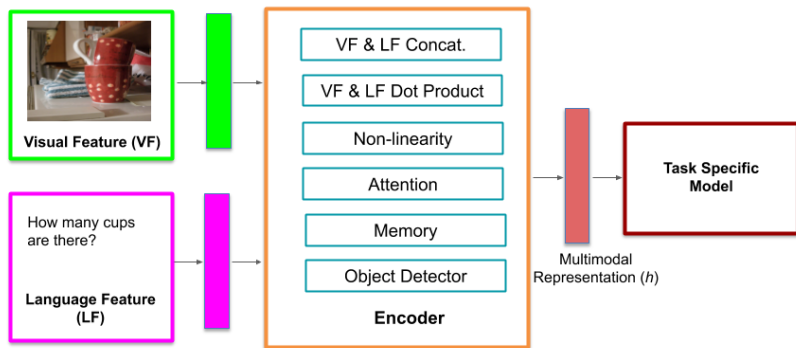 Visual Feature (VF)
How many cups
are there?
Language Feature
(LF)
VF & LF Concat.
VF & LF Dot Product
Non-linearity
Attention
Memory
Object Detector
Encoder
Multimodal
Representation (h)
Task Specific
Model